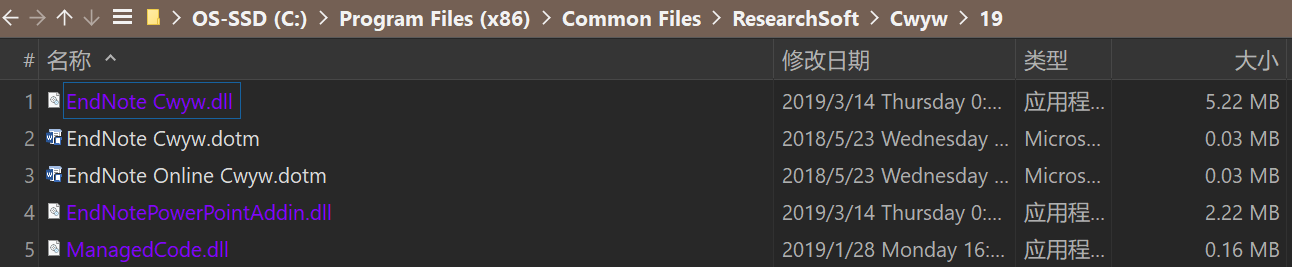 OS-SSD (C:) > Program Files (x86) > Common Files > ResearchSoft > Cwyw > 19
# 名称 修改日期 类型 大小
1 EndNote Cwyw.dll 2019/3/14 Thursday 0:... 应用程... 5.22 MB
2 EndNote Cwyw.dotm 2018/5/23 Wednesday ... Micros... 0.03 MB
3 EndNote Online Cwyw.dotm 2018/5/23 Wednesday ... Micros... 0.03 MB
4 EndNotePowerPointAddin.dll 2019/3/14 Thursday 0:... 应用程... 2.22 MB
5 ManagedCode.dll 2019/1/28 Monday 16:... 应用程... 0.16 MB